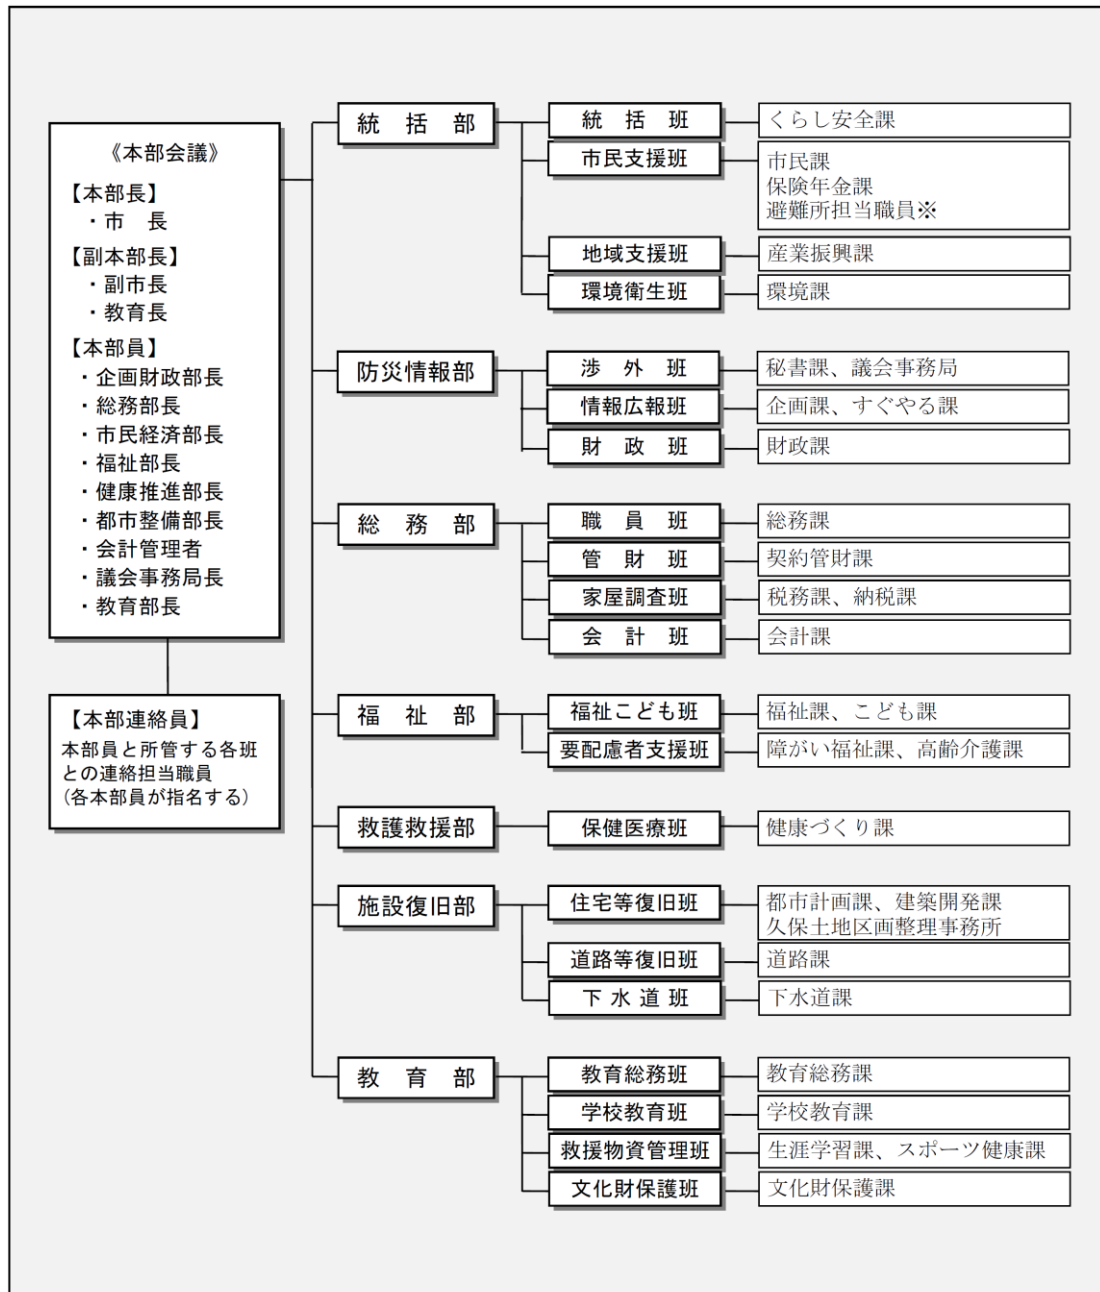 《本部会議》
【本部長】
・市　長
【副本部長】
・副市長
・教育長
【本部員】
・企画財政部長
・総務部長
・市民経済部長
・福祉部長
・健康推進部長
・都市整備部長
・会計管理者
・議会事務局長
・教育部長
【本部連絡員】
本部員と所管する各班
との連絡担当職員
(各本部員が指名する)
統　括　部
統　括　班
くらし安全課
市民支援班
市民課
保険年金課
避難所担当職員※
地域支援班
産業振興課
環境衛生班
環境課
防災情報部
渉　外　班
秘書課、議会事務局
情報広報班
企画課、すぐやる課
財　政　班
財政課
総　務　部
職　員　班
総務課
管　財　班
契約管財課
家屋調査班
税務課、納税課
会　計　班
会計課
福　祉　部
福祉こども班
福祉課、こども課
要配慮者支援班
障がい福祉課、高齢介護課
救護救援部
保健医療班
健康づくり課
施設復旧部
住宅等復旧班
都市計画課、建築開発課
久保土地区画整理事務所
道路等復旧班
道路課
下 水 道 班
下水道課
教　育　部
教育総務班
教育総務課
学校教育班
学校教育課
救援物資管理班
生涯学習課、スポーツ健康課
文化財保護班
文化財保護課